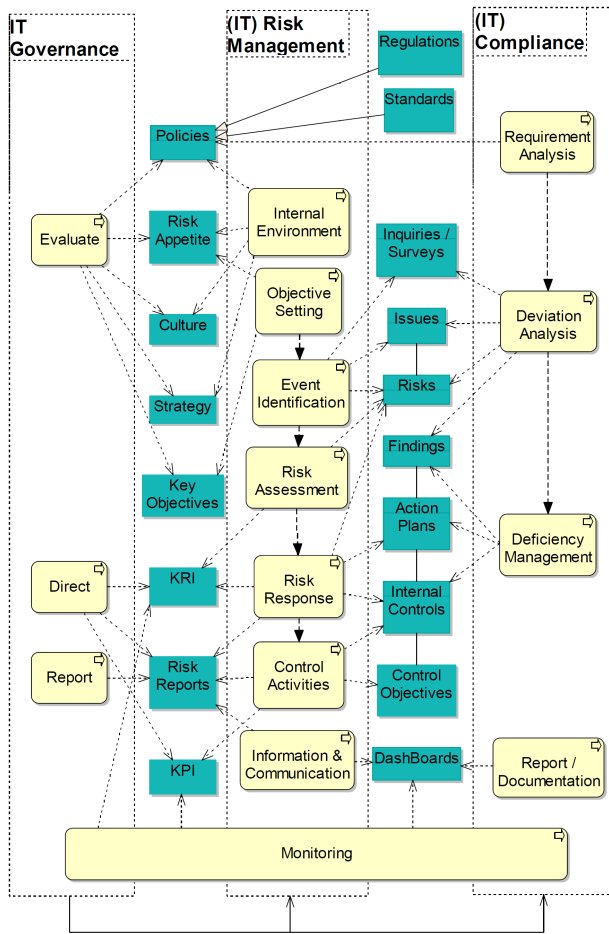 IT
Governance
(IT) Risk
Management
(IT)
Compliance
Regulations
Standards
Policies
Requirement
Analysis
Evaluate
Risk
Appetite
Internal
Environment
Inquiries /
Surveys
Objective
Setting
Culture
Issues
Deviation
Analysis
Event
Identification
Risks
Strategy
Findings
Key
Objectives
Risk
Assessment
Action
Plans
Deficiency
Management
Direct
KRI
Risk
Response
Internal
Controls
Report
Risk
Reports
Control
Activities
Control
Objectives
KPI
Information &
Communication
DashBoards
Report /
Documentation
Monitoring